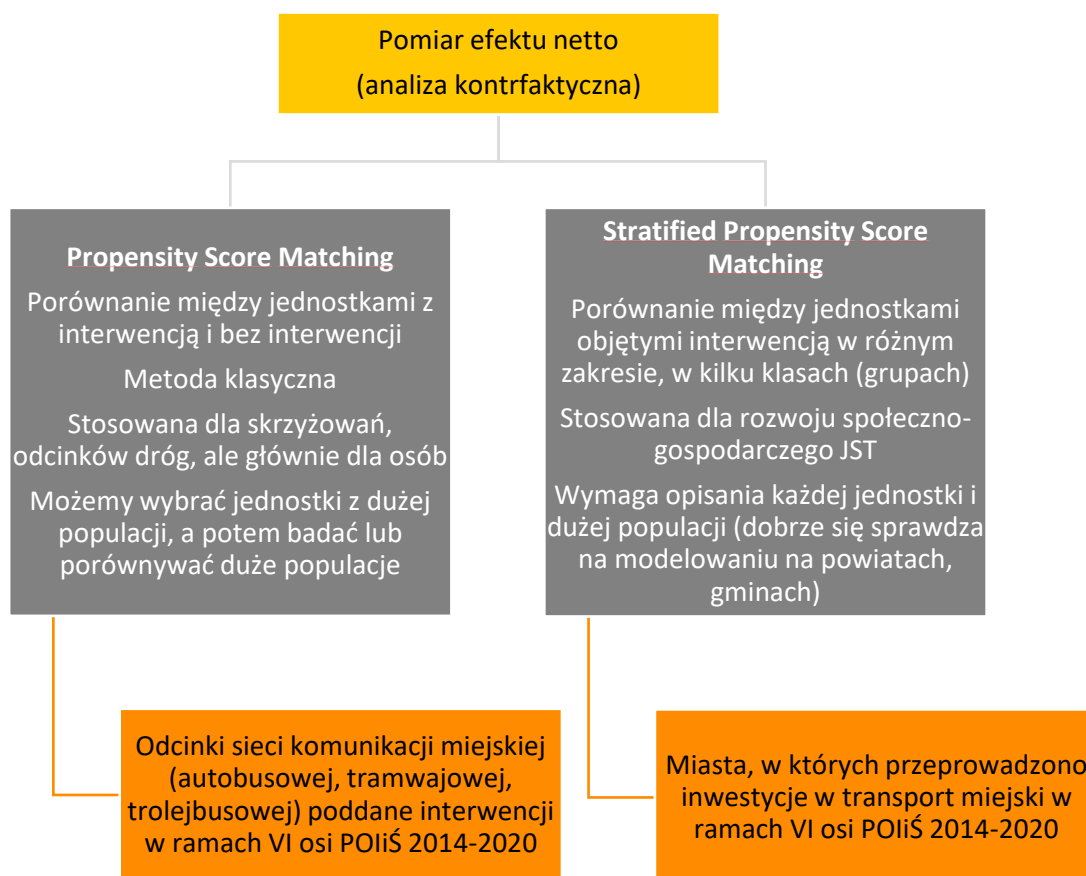 Pomiar efektu netto
(analiza kontrfaktyczna)
Propensity Score Matching
Porównanie między jednostkami z
interwencją i bez interwencji
Metoda klasyczna
Stosowana dla skrzyżowań,
odcinków dróg, ale głównie dla osób
Możemy wybrać jednostki z dużej
populacji, a potem badać lub
porównywać duże populacje
Stratified Propensity Score
Matching
Porównanie między jednostkami
objętymi interwencją w różnym
zakresie, w kilku klasach (grupach)
Stosowana dla rozwoju społeczno-
gospodarczego JST
Wymaga opisania każdej jednostki i
dużej populacji (dobrze się sprawdza
na modelowaniu na powiatach,
gminach)
Odcinki sieci komunikacji miejskiej
(autobusowej, tramwajowej,
trolejbusowej) poddane interwencji
w ramach VI osi POIiŚ 2014-2020
Miasta, w których przeprowadzono
inwestycje w transport miejski w
ramach VI osi POIiŚ 2014-2020